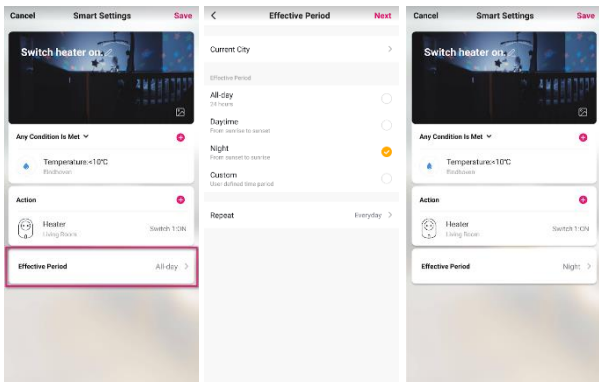 Cancel Smart Settings Save
Switch heater on
Any Condition Is Met
Temperature:<10°C
Eindhoven
Action
Heater
Living Room
Switch 1:ON
Effective Period
All-day
Effective Period Next
Current City
Effective Period
All-day
24 hours
Daytime
From sunrise to sunset
Night
From sunset to sunrise
Custom
User defined time period
Repeat
Everyday
Cancel Smart Settings Save
Switch heater on
Any Condition Is Met
Temperature:<10°C
Eindhoven
Action
Heater
Living Room
Switch 1:ON
Effective Period
Night